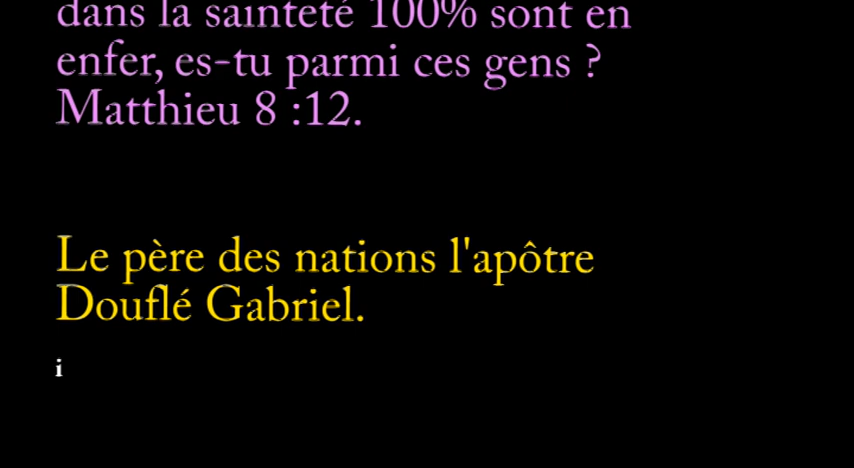 dans la sainteté 100% sont en
enfer, es-tu parmi ces gens ?
Matthieu 8 :12.
Le père des nations l'apôtre
Douflé Gabriel.
i